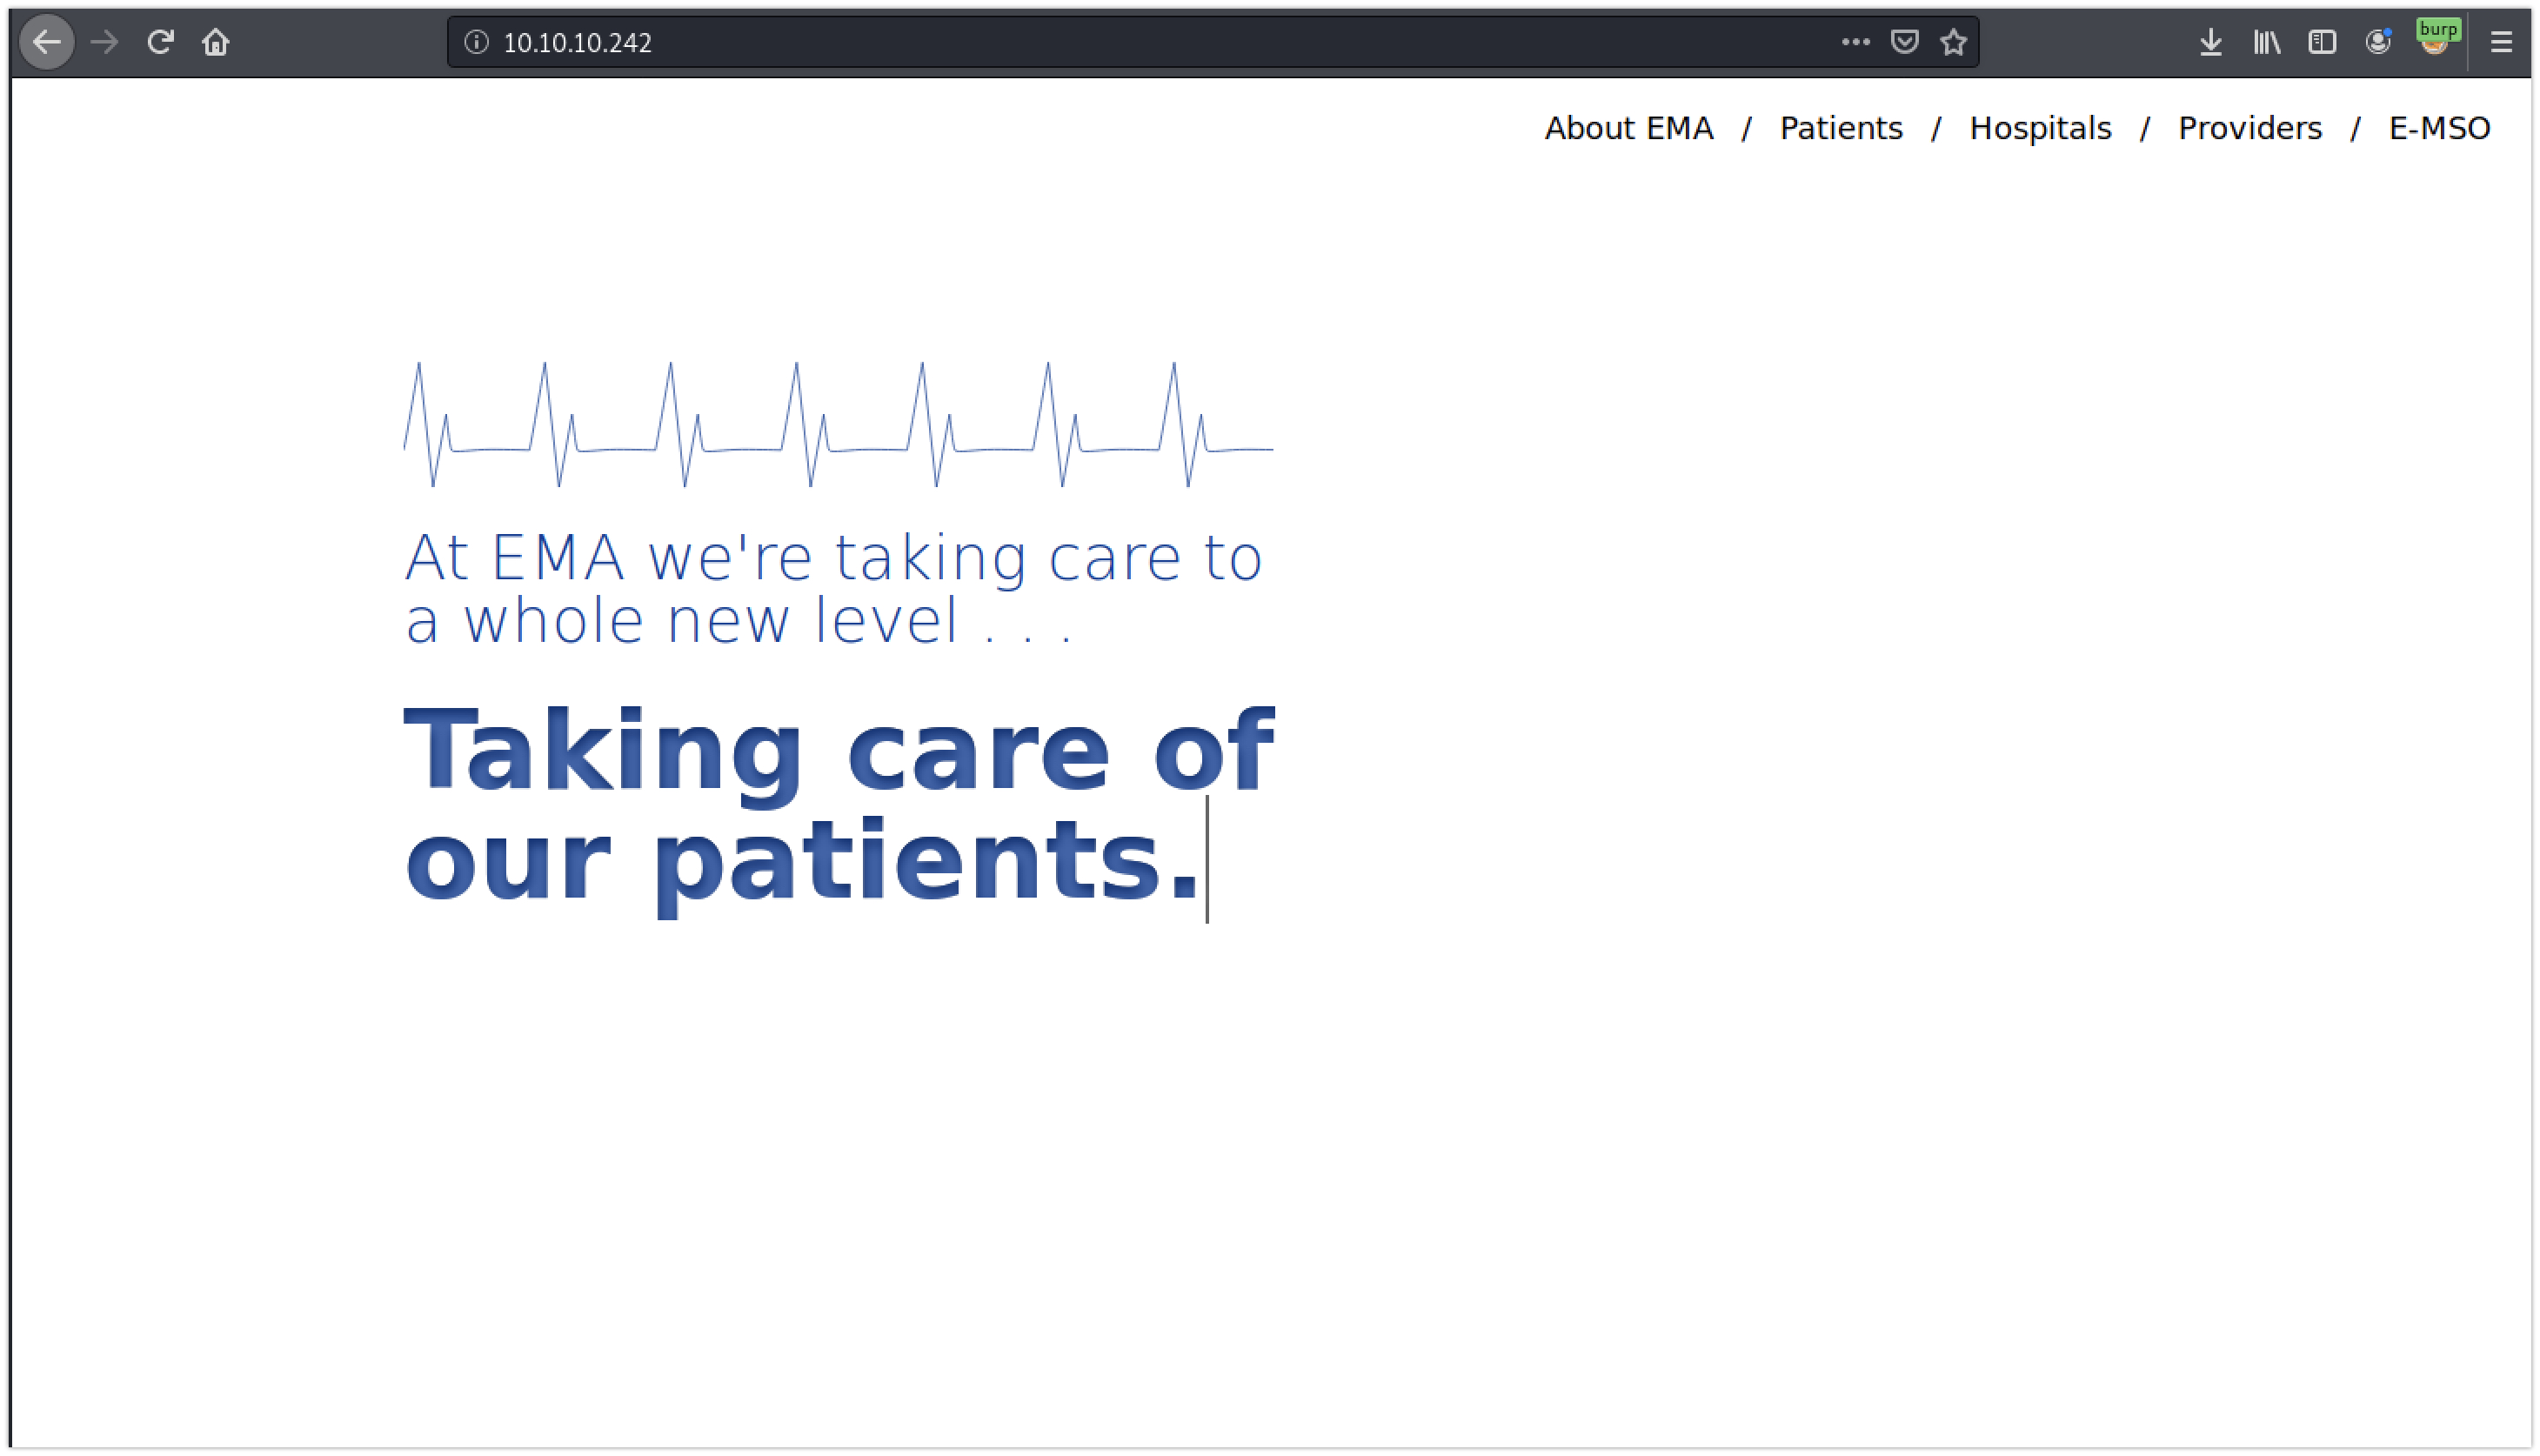 10.10.10.242
burp
About EMA / Patients / Hospitals / Providers / E-MSO
At EMA we're taking care to
a whole new level . . .
Taking care of
our patients.